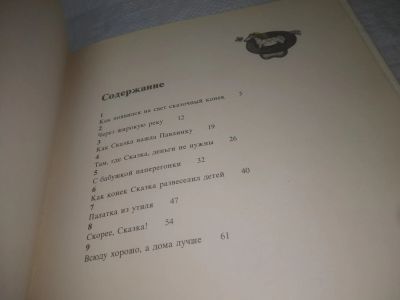 Содержание
1
Как появился на свет сказочный конек 5
2
Через широкую реку 12
3
Как Сказка нашла Паулинку 19
4
Там, где Сказка, деньги не нужны 26
5
С бабушкой наперегонки 32
6
Как конек Сказка развеселил детей 40
7
Палатка из утиля 47
8
Скорее, Сказка! 54
9
Всюду хорошо, а дома лучше 61